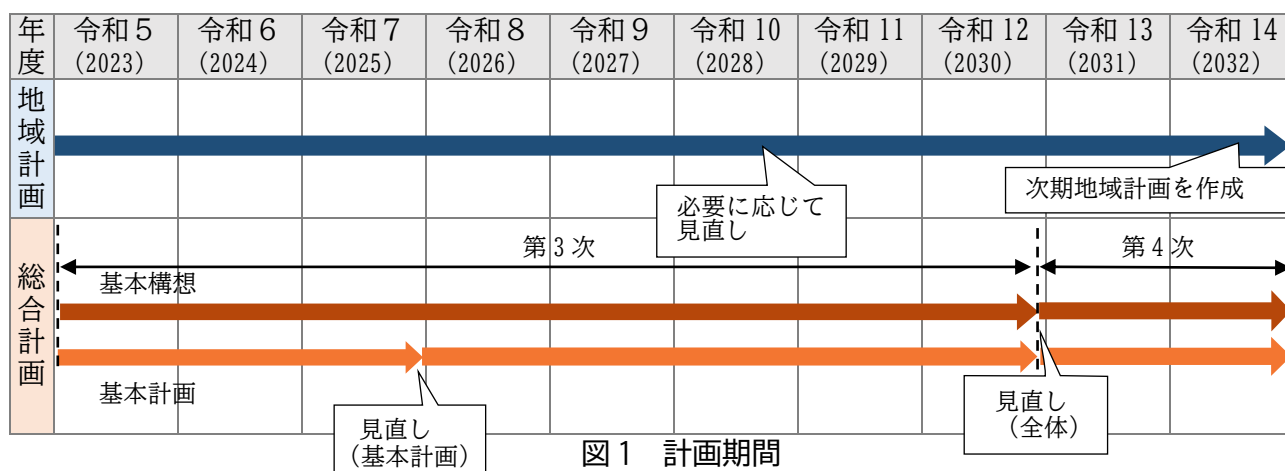 年度
令和5
(2023)
令和6
(2024)
令和7
(2025)
令和8
(2026)
令和9
(2027)
令和 10
(2028)
令和 11
(2029)
令和 12
(2030)
令和 13
(2031)
令和 14
(2032)
地域計画
必要に応じて
見直し
次期地域計画を作成
総合計画
第3次
第4次
基本構想
基本計画
見直し
(基本計画)
見直し
(全体)
図1 計画期間